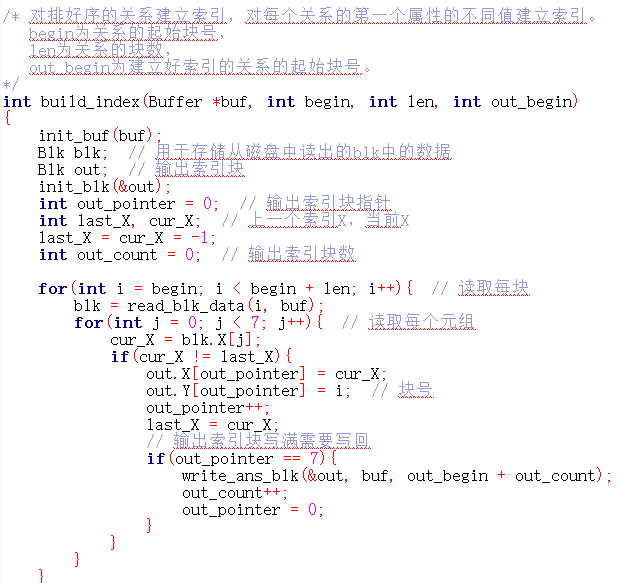 /* 对排好序的关系建立索引，对每个关系的第一个属性的不同值建立索引。
begin为关系的起始块号，
len为关系的块数，
out_begin为建立好索引的关系的起始块号。
*/
int build_index(Buffer *buf, int begin, int len, int out_begin)
{
init_buf(buf);
Blk blk;  // 用于存储从磁盘中读出的blk中的数据
Blk out;  // 输出索引块
init_blk(&out);
int out_pointer = 0;  // 输出索引块指针
int last_X, cur_X;  // 上一个索引X，当前X
last_X = cur_X = -1;
int out_count = 0;  // 输出索引块数
for(int i = begin; i < begin + len; i++){  // 读取每块
blk = read_blk_data(i, buf);
for(int j = 0; j < 7; j++){  // 读取每个元组
cur_X = blk.X[j];
if(cur_X != last_X){
out.X[out_pointer] = cur_X;
out.Y[out_pointer] = i;  // 块号
out_pointer++;
last_X = cur_X;
// 输出索引块写满需要写回
if(out_pointer == 7){
write_ans_blk(&out, buf, out_begin + out_count);
out_count++;
out_pointer = 0;
}
}
}
}